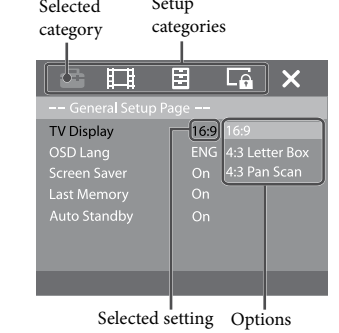 Selected
category
Setup
categories
-- General Setup Page --
TV Display 16:9 16:9
OSD Lang ENG 4:3 Letter Box
Screen Saver On 4:3 Pan Scan
Last Memory On
Auto Standby On
Selected setting Options